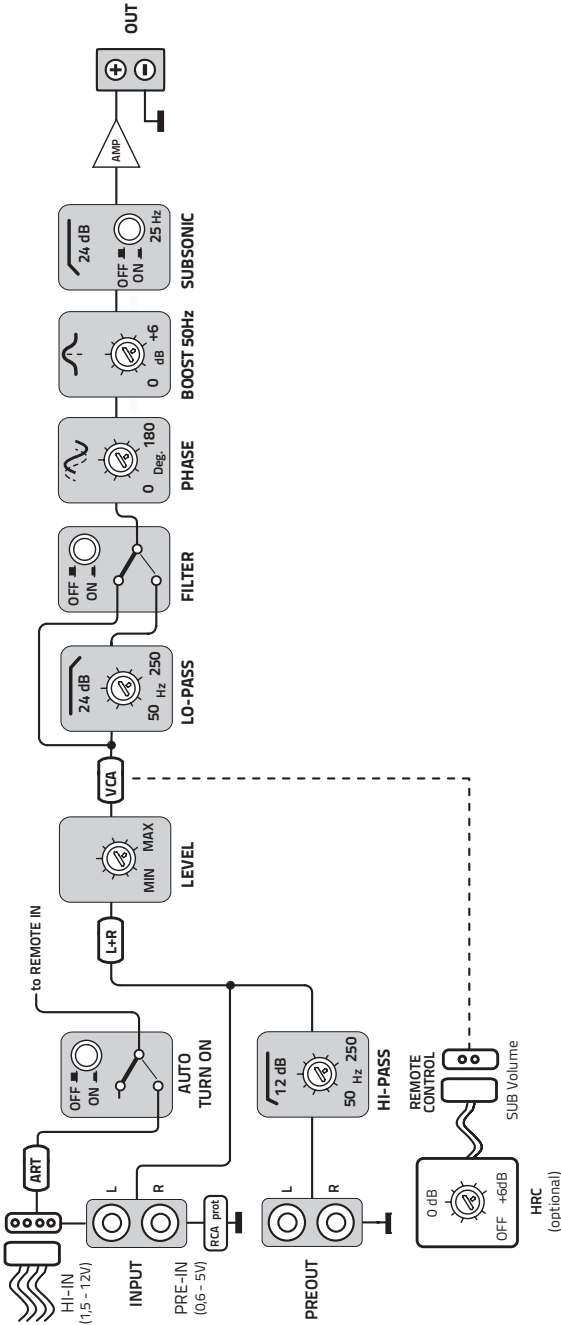 HI-IN
(1,5 - 12V)
ART
to REMOTE IN
OFF
ON
AUTO
TURN ON
INPUT
L
R
PRE-IN
(0,6 - 5V)
RCA prot
L+R
MIN MAX
LEVEL
VCA
24 dB
50 Hz 250
LO-PASS
OFF
ON
FILTER
0 Deg. 180
PHASE
0 dB +6
BOOST 50Hz
24 dB
OFF
ON
25 Hz
SUBSONIC
AMP
OUT
+
-
PREOUT
L
R
12 dB
50 Hz 250
HI-PASS
0 dB
OFF +6dB
HRC
(optional)
REMOTE
CONTROL
SUB Volume